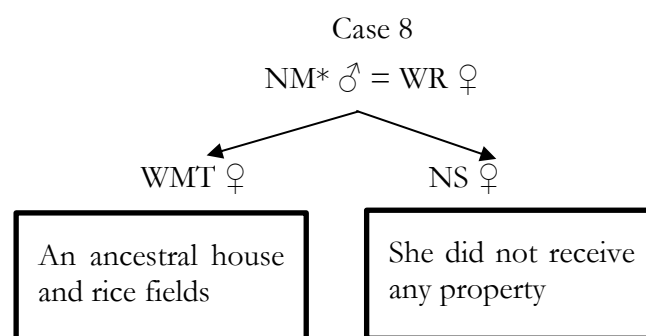 Case 8
NM* ♂ = WR ♀
WMT ♀ NS ♀
An ancestral house
and rice fields
She did not receive
any property